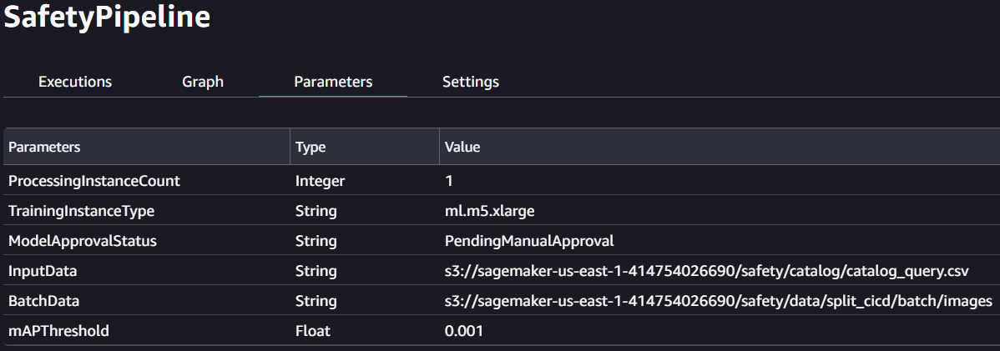 SafetyPipeline
Executions Graph Parameters Settings
Parameters Type Value
ProcessingInstanceCount Integer 1
TrainingInstanceType String ml.m5.xlarge
ModelApprovalStatus String PendingManualApproval
InputData String s3://sagemaker-us-east-1-414754026690/safety/catalog/catalog_query.csv
BatchData String s3://sagemaker-us-east-1-414754026690/safety/data/split_cicd/batch/images
mAPThreshold Float 0.001